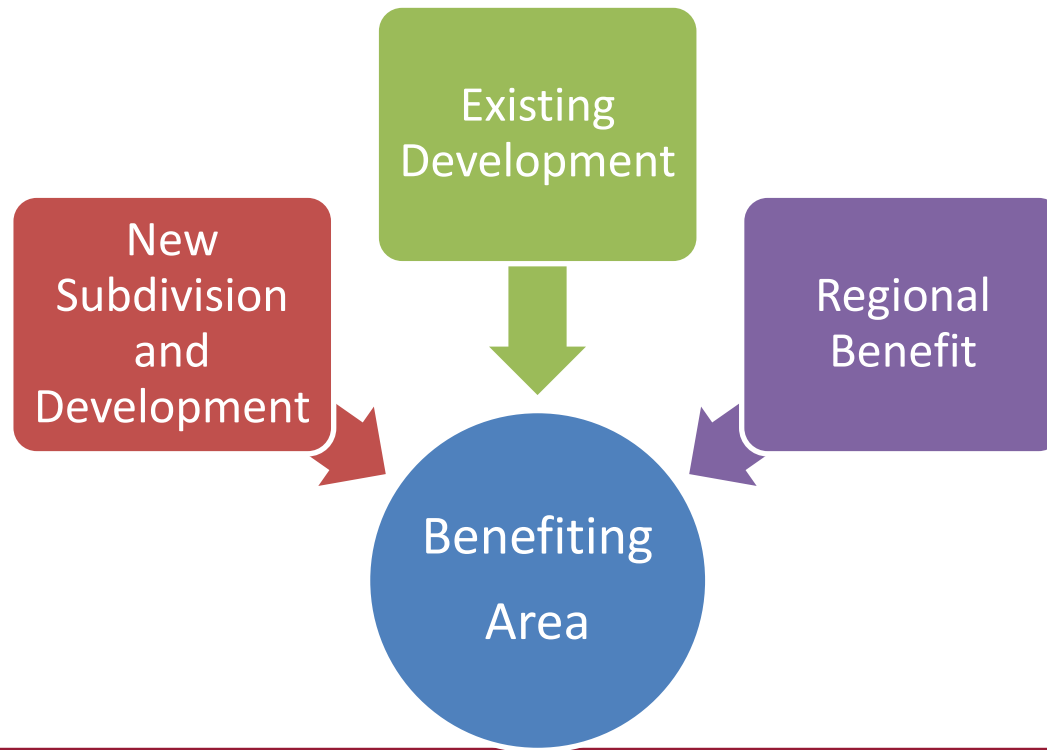 Existing
Development
New
Subdivision
and
Development
Regional
Benefit
Benefiting
Area